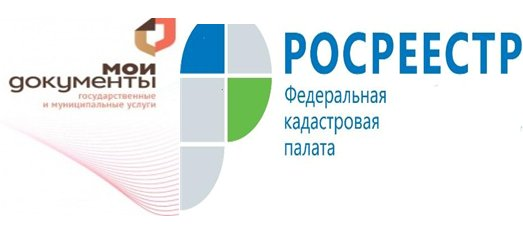 мои
документы
государственные
и муниципальные услуги
РОСРЕЕСТР
Федеральная
кадастровая
палата